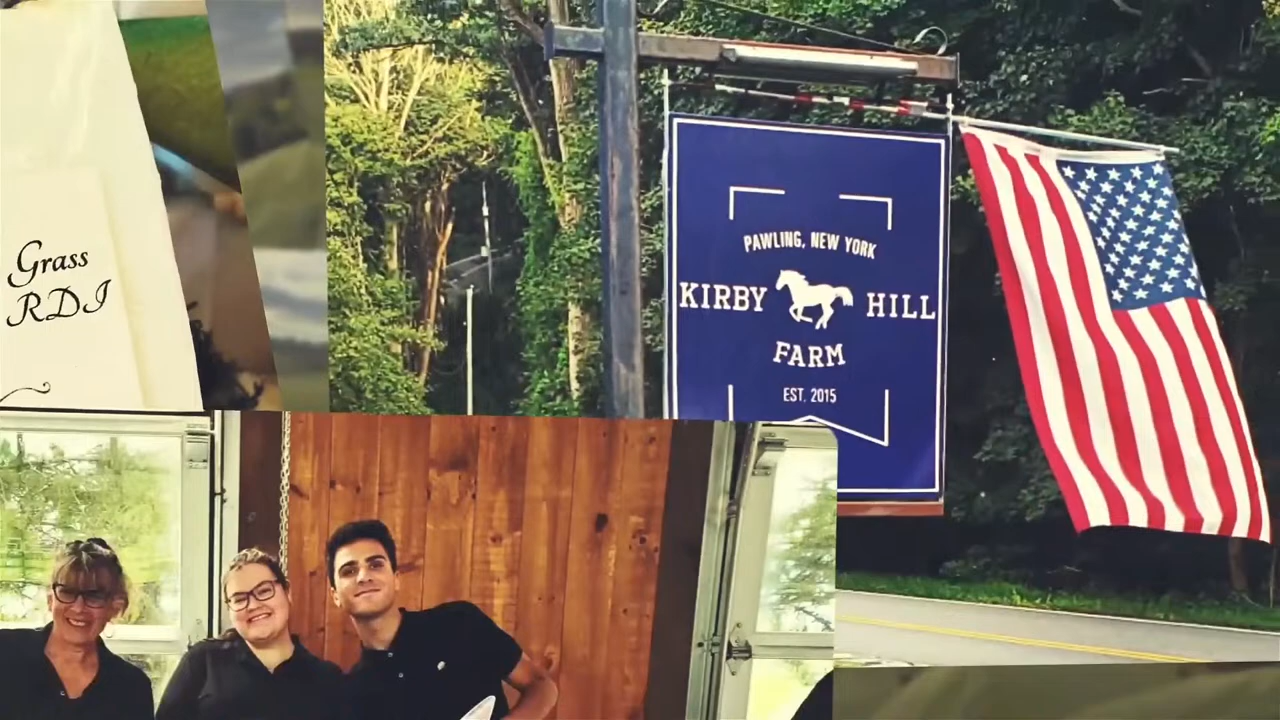 Grass
RDI
PAWLING, NEW YORK
KIRBY HILL
FARM
EST. 2015